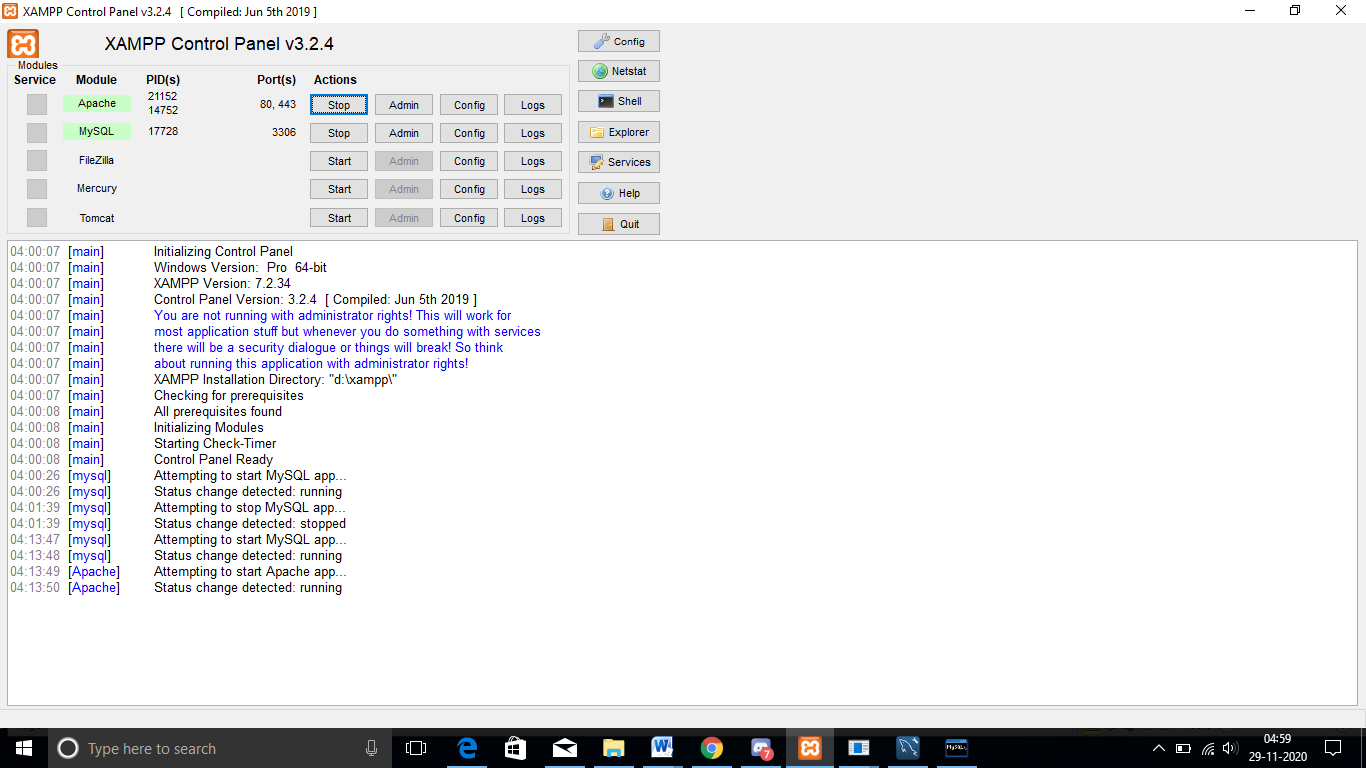 XAMPP Control Panel v3.2.4 [ Compiled: Jun 5th 2019 ]
XAMPP Control Panel v3.2.4
Config
Modules
Netstat
Service Module PID(s) Port(s) Actions
Apache 21152 14752 80, 443 Stop Admin Config Logs
Shell
MySQL 17728 3306 Stop Admin Config Logs
Explorer
FileZilla Start Admin Config Logs
Services
Mercury Start Admin Config Logs
Help
Tomcat Start Admin Config Logs
Quit
04:00:07 [main] Initializing Control Panel
04:00:07 [main] Windows Version: Pro 64-bit
04:00:07 [main] XAMPP Version: 7.2.34
04:00:07 [main] Control Panel Version: 3.2.4 [ Compiled: Jun 5th 2019 ]
04:00:07 [main] You are not running with administrator rights! This will work for
04:00:07 [main] most application stuff but whenever you do something with services
04:00:07 [main] there will be a security dialogue or things will break! So think
04:00:07 [main] about running this application with administrator rights!
04:00:07 [main] XAMPP Installation Directory: "d:\xampp\"
04:00:07 [main] Checking for prerequisites
04:00:08 [main] All prerequisites found
04:00:08 [main] Initializing Modules
04:00:08 [main] Starting Check-Timer
04:00:08 [main] Control Panel Ready
04:00:26 [mysql] Attempting to start MySQL app...
04:00:26 [mysql] Status change detected: running
04:01:39 [mysql] Attempting to stop MySQL app...
04:01:39 [mysql] Status change detected: stopped
04:13:47 [mysql] Attempting to start MySQL app...
04:13:48 [mysql] Status change detected: running
04:13:49 [Apache] Attempting to start Apache app...
04:13:50 [Apache] Status change detected: running
Type here to search
7
04:59
29-11-2020